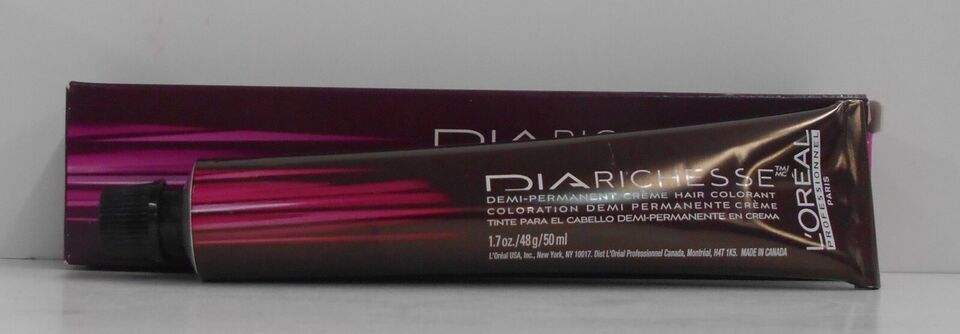 DIARICHESSE
DIARICHESSE™/MC
DEMI-PERMANENT CRÈME HAIR COLORANT
COLORATION DEMI PERMANENTE CRÈME
TINTE PARA EL CABELLO DEMI-PERMANENTE EN CREMA
1.7 oz./48 g/50 ml
L'Oréal USA, Inc., New York, NY 10017. Dist L'Oréal Professionnel Canada, Montréal, H4T 1K5. MADE IN CANADA
L'ORÉAL
PROFESSIONNEL
PARIS